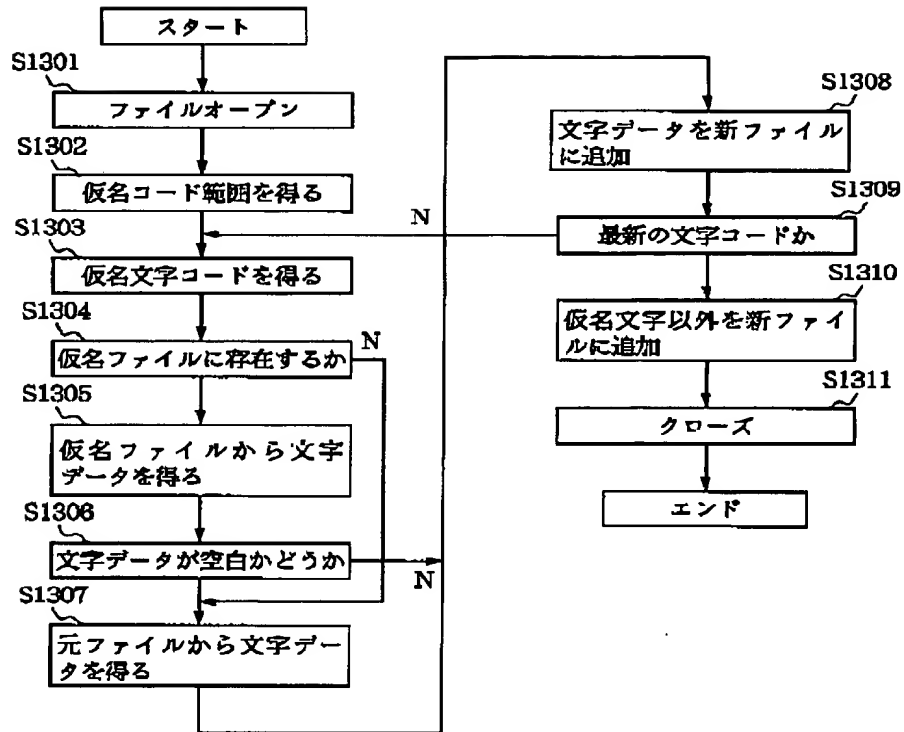 スタート
S1301
ファイルオープン
S1302
仮名コード範囲を得る
S1303
仮名文字コードを得る
S1304
仮名ファイルに存在するか
N
S1305
仮名ファイルから文字
データを得る
S1306
文字データが空白かどうか
N
S1307
元ファイルから文字デー
タを得る
S1308
文字データを新ファイル
に追加
S1309
N
最新の文字コードか
S1310
仮名文字以外を新ファイ
ルに追加
S1311
クローズ
エンド